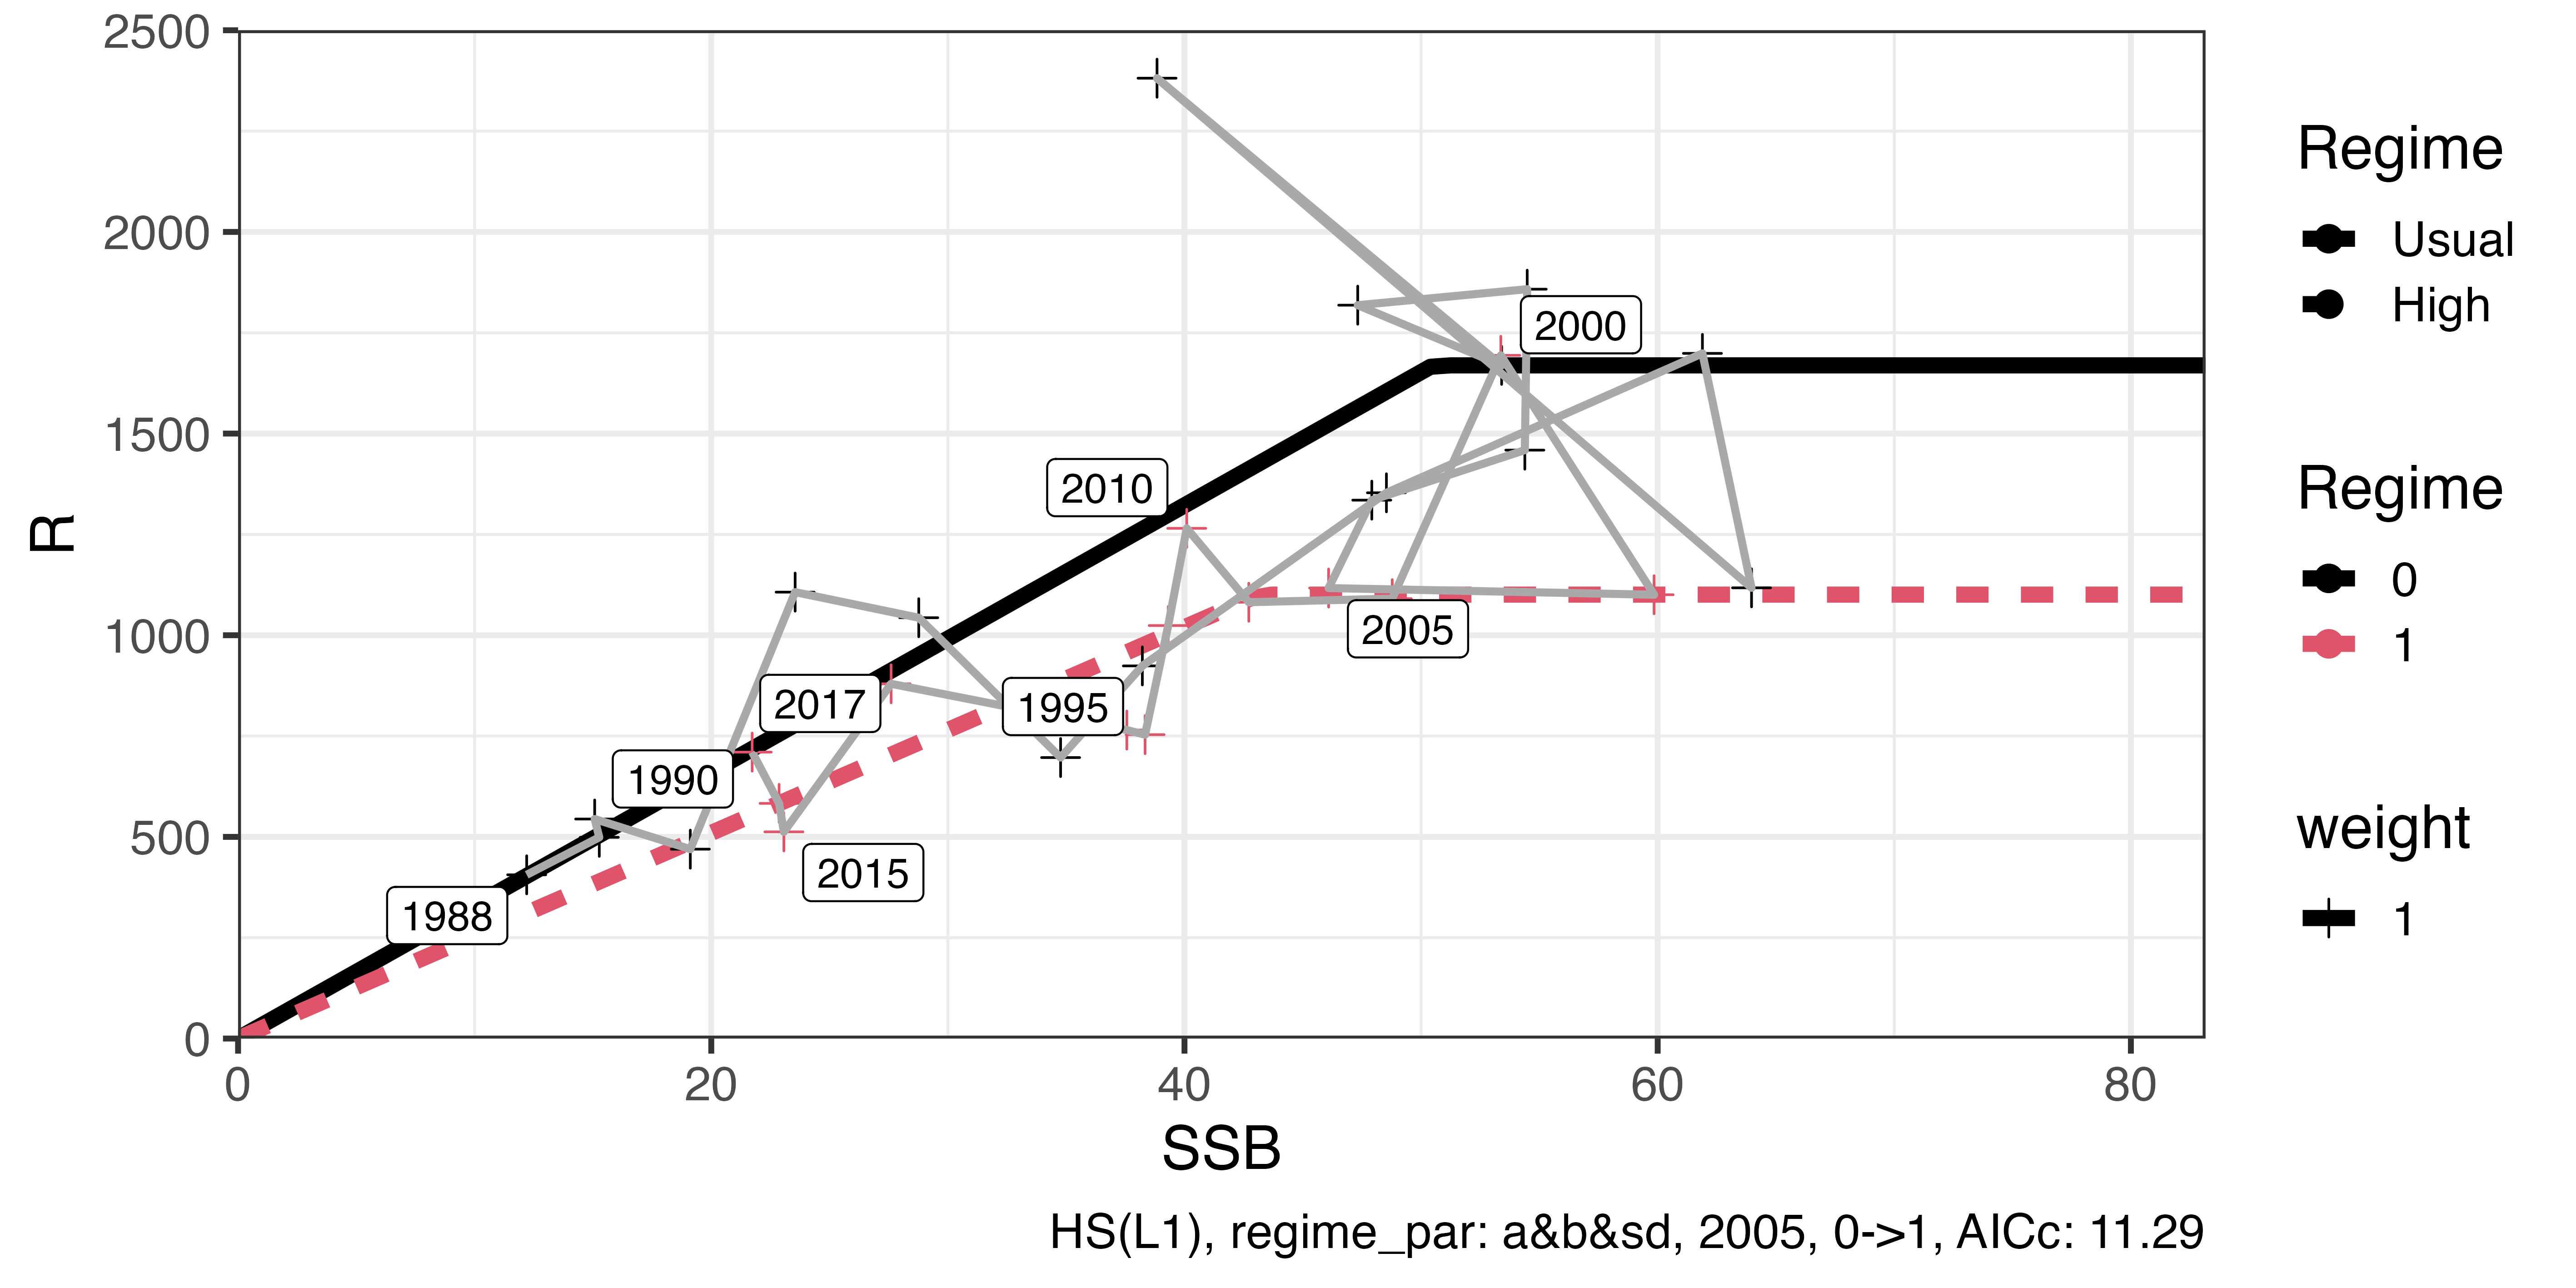 2500
2000
1500
1000
500
0
R
2000
2010
2005
2017
1995
1990
2015
1988
0 20 40 60 80
SSB
Regime
Usual
High
Regime
0
1
weight
1
HS(L1), regime_par: a&b&sd, 2005, 0->1, AICc: 11.29